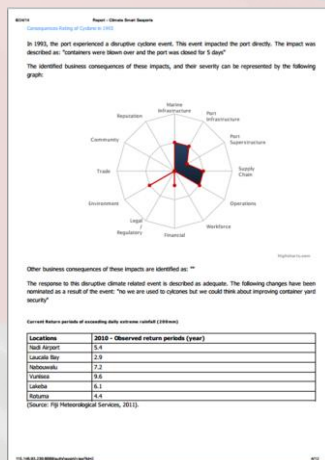 Report - Climate Smart Seaports
Consequences Rating of Cyclone in 1993
In 1993, the port experienced a disruptive cyclone event. This event impacted the port directly. The impact was
described as: "containers were blown over and the port was closed for 5 days"
The identified business consequences of these impacts, and their severity can be represented by the following
graph:
Marine
Infrastructure
Port
Infrastructure
Port
Superstructure
Supply
Chain
Operations
Workforce
Financial
Legal
/
Regulatory
Environment
Trade
Community
Reputation
Highcharts.com
Other business consequences of these impacts are identified as: ""
The response to this disruptive climate related event is described as adequate. The following changes have been
nominated as a result of the event: "no we are used to cylcones but we could think about improving container yard
security"
Current Return periods of exceeding daily extreme rainfall (200mm)
Locations 2010 - Observed return periods (year)
Nadi Airport 5.4
Laucala Bay 2.9
Nabouwalu 7.2
Vunisea 9.6
Lakeba 6.1
Rotuma 4.4
(Source: Fiji Meteorological Services, 2011).